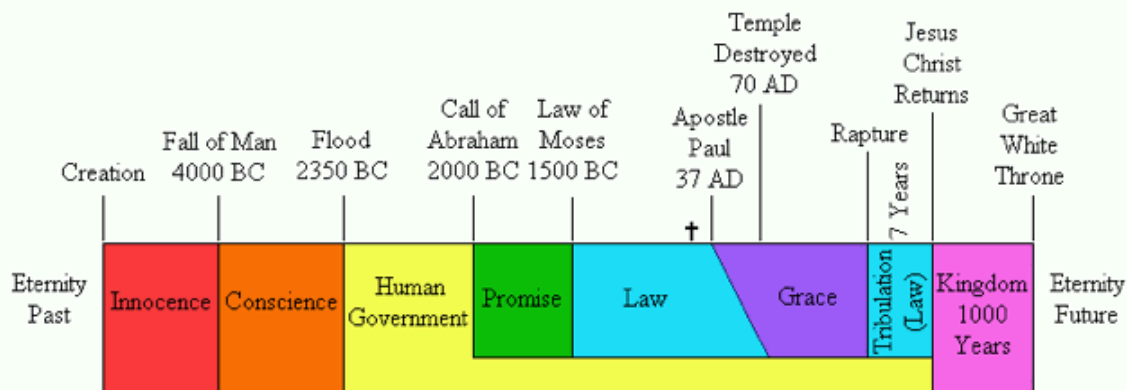 Creation
Fall of Man
4000 BC
Flood
2350 BC
Call of
Abraham
2000 BC
Law of
Moses
1500 BC
Apostle
Paul
37 AD
Temple
Destroyed
70 AD
Rapture
7 Years
Jesus
Christ
Returns
Great
White
Throne
Eternity
Past
Innocence
Conscience
Human
Government
Promise
Law
Grace
Tribulation
(Law)
Kingdom
1000
Years
Eternity
Future